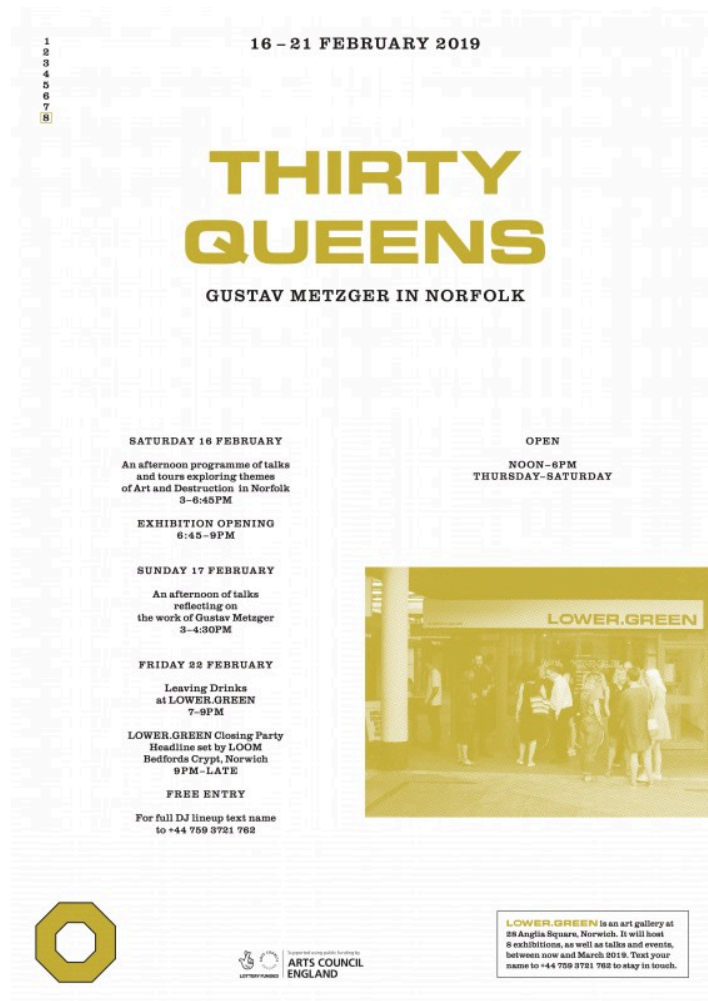 16 – 21 FEBRUARY 2019
1
2
3
4
5
6
7
8
THIRTY
QUEENS
GUSTAV METZGER IN NORFOLK
SATURDAY 16 FEBRUARY
An afternoon programme of talks
and tours exploring themes
of Art and Destruction in Norfolk
3–6:45PM
EXHIBITION OPENING
6:45–9PM
SUNDAY 17 FEBRUARY
An afternoon of talks
reflecting on
the work of Gustav Metzger
3–4:30PM
FRIDAY 22 FEBRUARY
Leaving Drinks
at LOWER.GREEN
7–9PM
LOWER.GREEN Closing Party
Headline set by LOOM
Bedfords Crypt, Norwich
9PM–LATE
FREE ENTRY
For full DJ lineup text name
to +44 759 3721 762
OPEN
NOON–6PM
THURSDAY–SATURDAY
LOWER.GREEN
LOTTERY FUNDED
Supported using public funding by
ARTS COUNCIL
ENGLAND
LOWER.GREEN is an art gallery at
28 Anglia Square, Norwich. It will host
8 exhibitions, as well as talks and events,
between now and March 2019. Text your
name to +44 759 3721 762 to stay in touch.